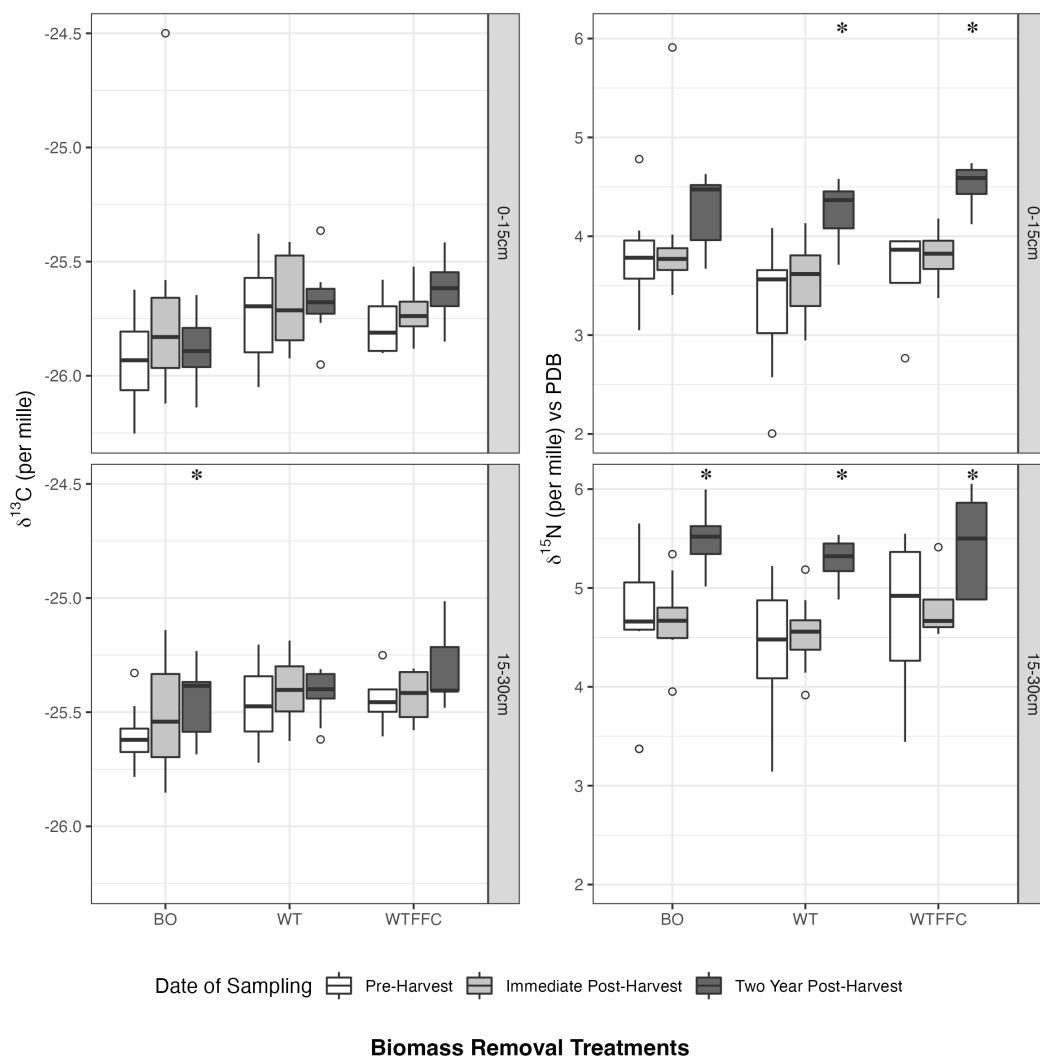 -24.5
-25.0
-25.5
-26.0
0-15cm
-24.5
-25.0
-25.5
-26.0
*
15-30cm
δ13C (per mille)
BO WT WTFFC
6
5
4
3
2
* *
0-15cm
6
5
4
3
2
* * *
15-30cm
δ15N (per mille) vs PDB
BO WT WTFFC
Date of Sampling Pre-Harvest Immediate Post-Harvest Two Year Post-Harvest
Biomass Removal Treatments